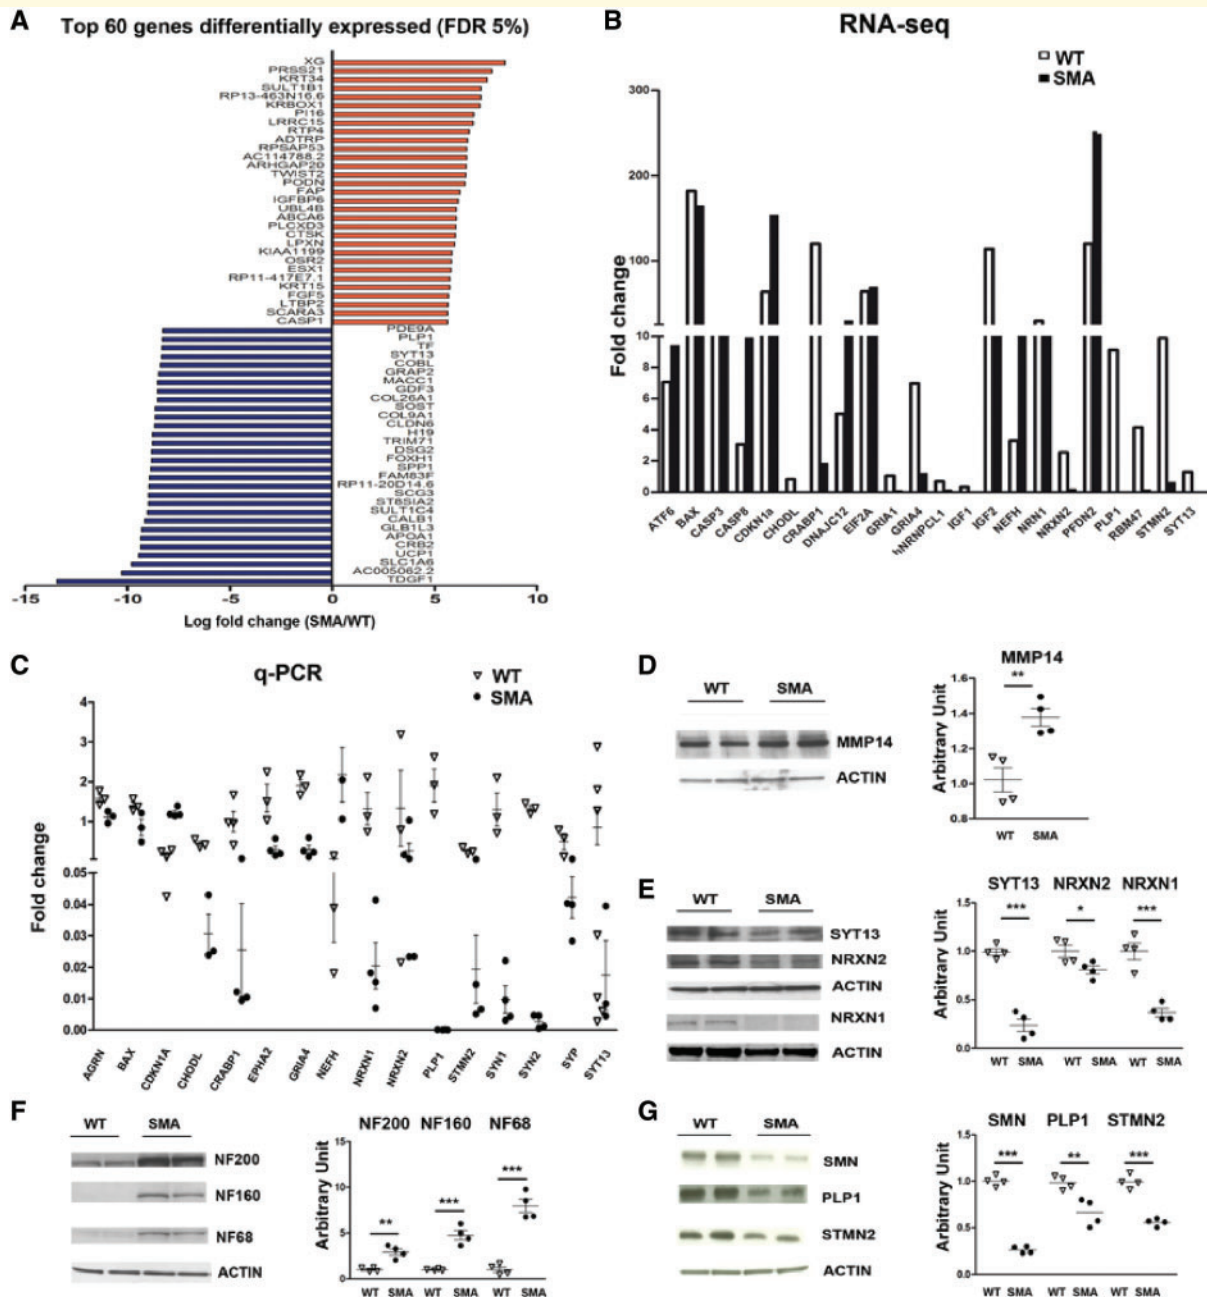 A
Top 60 genes differentially expressed (FDR 5%)
XG
PRSS21
KRT34
SULT1B1
RP13-463N16.6
KRBOX1
PI16
LRRC15
RTP4
ADTRP
RPSAP53
AC114788.2
ARHGAP20
TWIST2
PODN
FAP
IGFBP6
UBL4B
ABCA6
PLCXD3
CTSK
LPXN
KIAA1199
OSR2
ESX1
RP11-417E7.1
KRT15
FGF5
LTBP2
SCARA3
CASP1
PDE9A
PLP1
TF
SYT13
COBL
GRAP2
MACC1
GDF3
COL26A1
SOST
COL9A1
CLDN6
H19
TRIM71
DSG2
FOXH1
SPP1
FAM83F
RP11-20D14.6
SCG3
ST8SIA2
SULT1C4
CALB1
GLB1L3
APOA1
CRB2
UCP1
SLC1A6
AC005062.2
TDGF1
-15 -10 -5 0 5 10
Log fold change (SMA/WT)
B
RNA-seq
WT
SMA
Fold change
300
200
100
10
8
6
4
2
0
ATF6 BAX CASP3 CASP8 CDKN1a CHODL CRABP1 DNAJC12 EIF2A GRIA1 GRIA4 hNRNPCL1 IGF1 IGF2 NEFH NRN1 NRXN2 PFDN2 PLP1 RBM47 STMN2 SYT13
C
q-PCR
WT
SMA
Fold change
4
3
2
1
0.05
0.04
0.03
0.02
0.01
0.00
AGRN BAX CDKN1A CHODL CRABP1 EPHA2 GRIA4 NEFH NRXN1 NRXN2 PLP1 STMN2 SYN1 SYN2 SYP SYT13
D
WT SMA
MMP14
ACTIN
MMP14
**
Arbitrary Unit
1.6
1.4
1.2
1.0
0.8
WT SMA
E
WT SMA
SYT13
NRXN2
ACTIN
NRXN1
ACTIN
SYT13 NRXN2 NRXN1
*** * ***
Arbitrary Unit
1.5
1.0
0.5
0.0
WT SMA WT SMA WT SMA
F
WT SMA
NF200
NF160
NF68
ACTIN
NF200 NF160 NF68
** *** ***
Arbitrary Unit
15
10
5
0
WT SMA WT SMA WT SMA
G
WT SMA
SMN
PLP1
STMN2
ACTIN
SMN PLP1 STMN2
*** ** ***
Arbitrary Unit
1.5
1.0
0.5
0.0
WT SMA WT SMA WT SMA